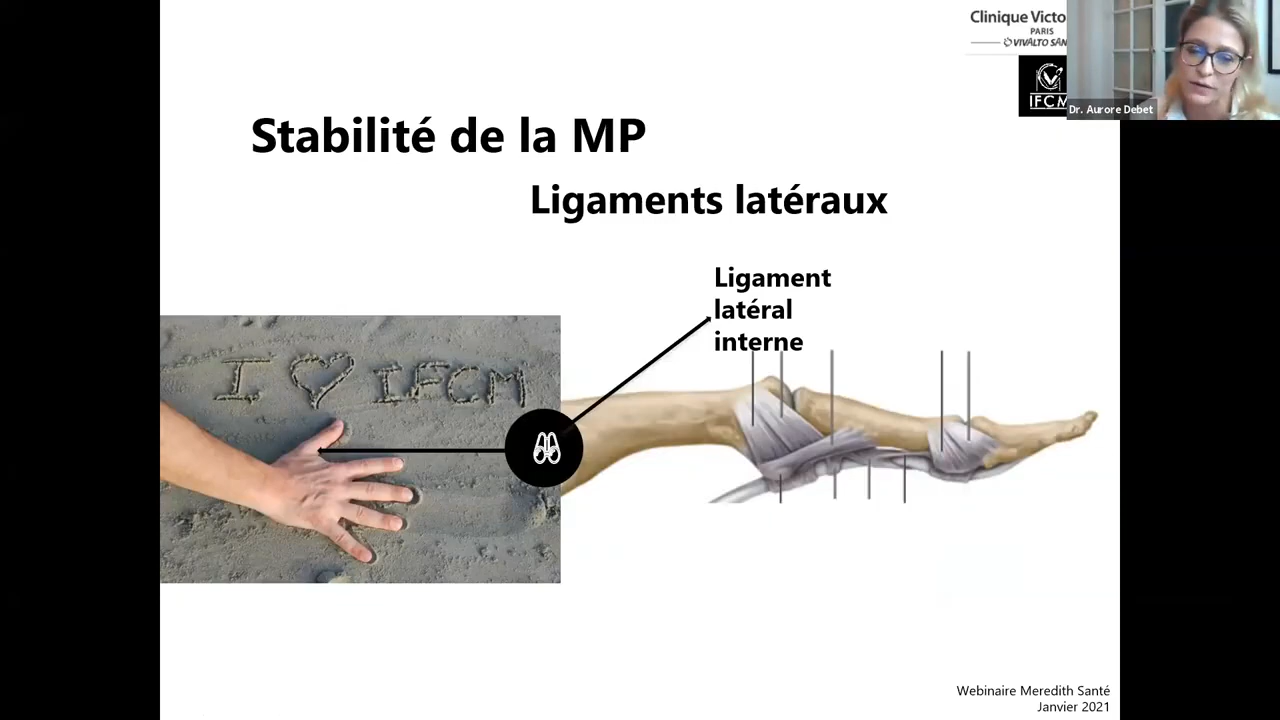 Clinique Victo
PARIS
VIVALTO SAN
IFCM
Dr. Aurore Debet
Stabilité de la MP
Ligaments latéraux
Ligament
latéral
interne
I ♡ IFCM
Webinaire Meredith Santé
Janvier 2021